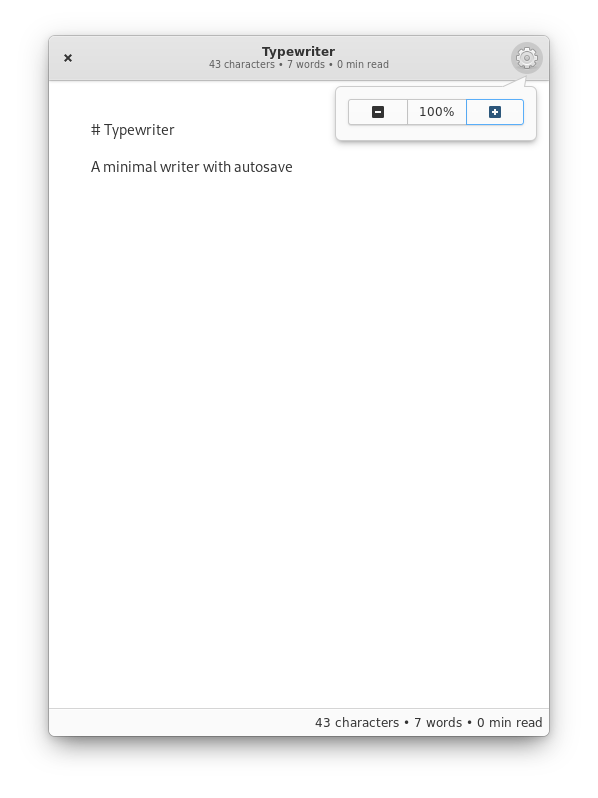 Typewriter
43 characters • 7 words • 0 min read
100%
# Typewriter
A minimal writer with autosave
43 characters • 7 words • 0 min read